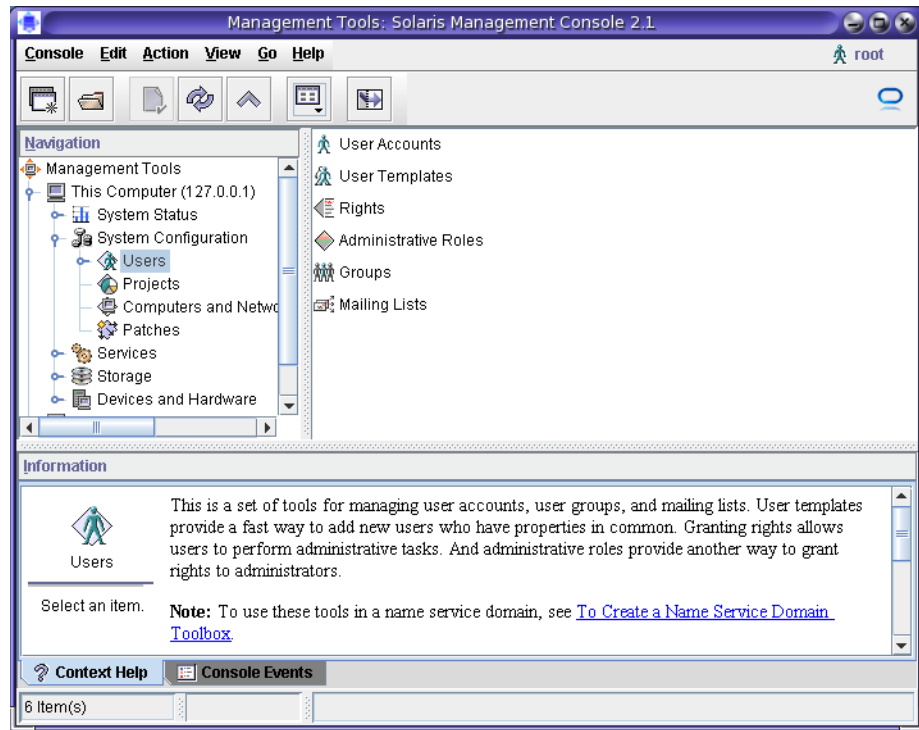 Management Tools: Solaris Management Console 2.1
Console Edit Action View Go Help
root
Navigation
Management Tools
This Computer (127.0.0.1)
System Status
System Configuration
Users
Projects
Computers and Netwo
Patches
Services
Storage
Devices and Hardware
User Accounts
User Templates
Rights
Administrative Roles
Groups
Mailing Lists
Information
Users
Select an item.
This is a set of tools for managing user accounts, user groups, and mailing lists. User templates
provide a fast way to add new users who have properties in common. Granting rights allows
users to perform administrative tasks. And administrative roles provide another way to grant
rights to administrators.
Note: To use these tools in a name service domain, see To Create a Name Service Domain
Toolbox.
Context Help
Console Events
6 Item(s)